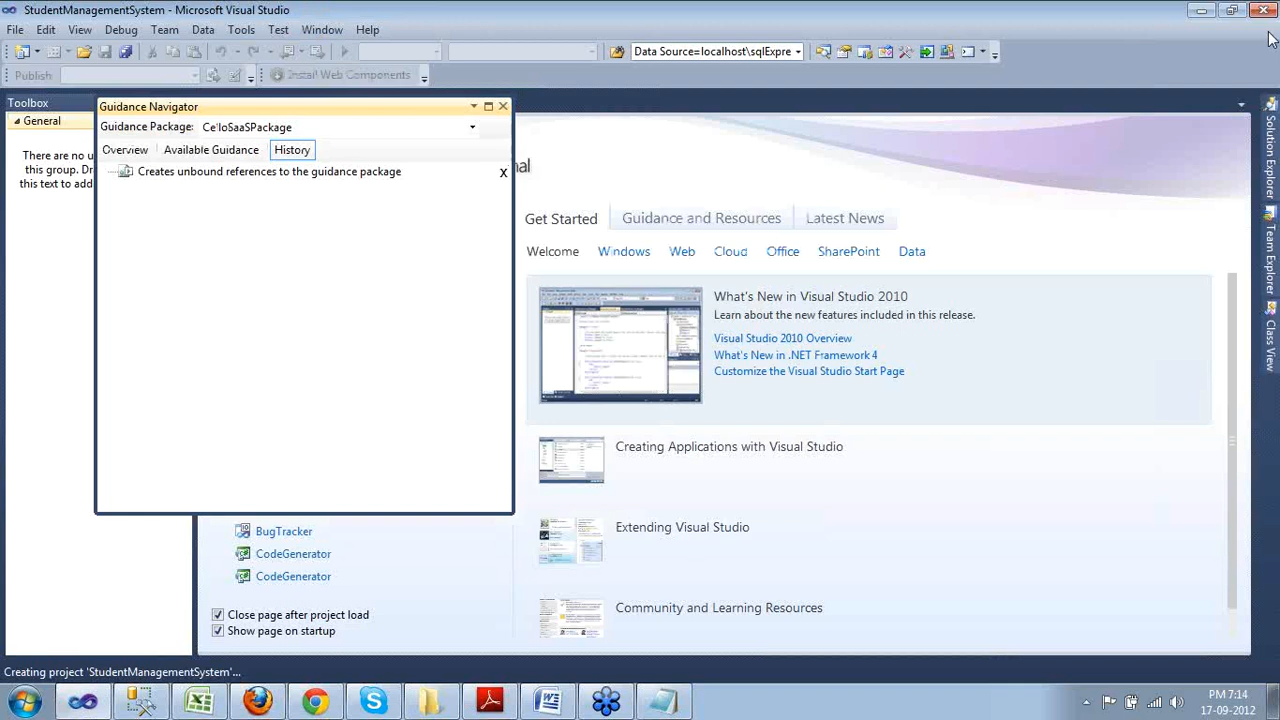 StudentManagementSystem - Microsoft Visual Studio
File Edit View Debug Team Data Tools Test Window Help
Data Source=localhost\sqlExpre
Publish: Install Web Components
Toolbox
General
There are no u
this group. Dr
this text to add
Guidance Navigator
Guidance Package: CelloSaaSPackage
Overview Available Guidance History
Creates unbound references to the guidance package X
nal
Get Started Guidance and Resources Latest News
Welcome Windows Web Cloud Office SharePoint Data
What's New in Visual Studio 2010
Learn about the new features included in this release.
Visual Studio 2010 Overview
What's New in .NET Framework 4
Customize the Visual Studio Start Page
Creating Applications with Visual Studio
Extending Visual Studio
Community and Learning Resources
BugTracker
CodeGenerator
CodeGenerator
Close page after project load
Show page on startup
Solution Explorer
Team Explorer
Class View
Creating project 'StudentManagementSystem'...
PM 7:14
17-09-2012